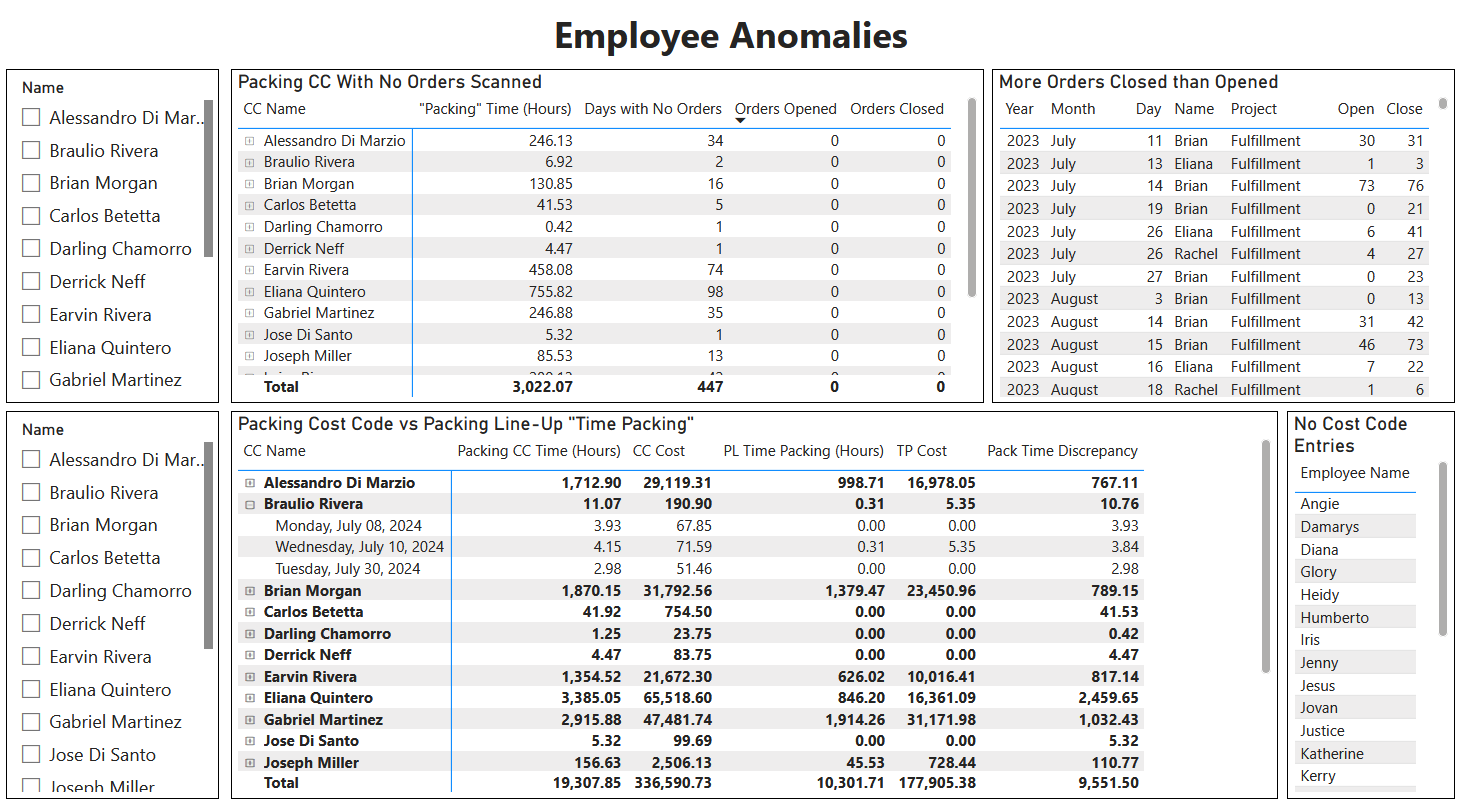 Employee Anomalies
Name
Alessandro Di Mar..
Braulio Rivera
Brian Morgan
Carlos Betetta
Darling Chamorro
Derrick Neff
Earvin Rivera
Eliana Quintero
Gabriel Martinez
Packing CC With No Orders Scanned
CC Name "Packing" Time (Hours) Days with No Orders Orders Opened Orders Closed
Alessandro Di Marzio 246.13 34 0 0
Braulio Rivera 6.92 2 0 0
Brian Morgan 130.85 16 0 0
Carlos Betetta 41.53 5 0 0
Darling Chamorro 0.42 1 0 0
Derrick Neff 4.47 1 0 0
Earvin Rivera 458.08 74 0 0
Eliana Quintero 755.82 98 0 0
Gabriel Martinez 246.88 35 0 0
Jose Di Santo 5.32 1 0 0
Joseph Miller 85.53 13 0 0
Total 3,022.07 447 0 0
More Orders Closed than Opened
Year Month Day Name Project Open Close
2023 July 11 Brian Fulfillment 30 31
2023 July 13 Eliana Fulfillment 1 3
2023 July 14 Brian Fulfillment 73 76
2023 July 19 Brian Fulfillment 0 21
2023 July 26 Eliana Fulfillment 6 41
2023 July 26 Rachel Fulfillment 4 27
2023 July 27 Brian Fulfillment 0 23
2023 August 3 Brian Fulfillment 0 13
2023 August 14 Brian Fulfillment 31 42
2023 August 15 Brian Fulfillment 46 73
2023 August 16 Eliana Fulfillment 7 22
2023 August 18 Rachel Fulfillment 1 6
Name
Alessandro Di Mar..
Braulio Rivera
Brian Morgan
Carlos Betetta
Darling Chamorro
Derrick Neff
Earvin Rivera
Eliana Quintero
Gabriel Martinez
Jose Di Santo
Joseph Miller
Packing Cost Code vs Packing Line-Up "Time Packing"
CC Name Packing CC Time (Hours) CC Cost PL Time Packing (Hours) TP Cost Pack Time Discrepancy
Alessandro Di Marzio 1,712.90 29,119.31 998.71 16,978.05 767.11
Braulio Rivera 11.07 190.90 0.31 5.35 10.76
Monday, July 08, 2024 3.93 67.85 0.00 0.00 3.93
Wednesday, July 10, 2024 4.15 71.59 0.31 5.35 3.84
Tuesday, July 30, 2024 2.98 51.46 0.00 0.00 2.98
Brian Morgan 1,870.15 31,792.56 1,379.47 23,450.96 789.15
Carlos Betetta 41.92 754.50 0.00 0.00 41.53
Darling Chamorro 1.25 23.75 0.00 0.00 0.42
Derrick Neff 4.47 83.75 0.00 0.00 4.47
Earvin Rivera 1,354.52 21,672.30 626.02 10,016.41 817.14
Eliana Quintero 3,385.05 65,518.60 846.20 16,361.09 2,459.65
Gabriel Martinez 2,915.88 47,481.74 1,914.26 31,171.98 1,032.43
Jose Di Santo 5.32 99.69 0.00 0.00 5.32
Joseph Miller 156.63 2,506.13 45.53 728.44 110.77
Total 19,307.85 336,590.73 10,301.71 177,905.38 9,551.50
No Cost Code
Entries
Employee Name
Angie
Damarys
Diana
Glory
Heidy
Humberto
Iris
Jenny
Jesus
Jovan
Justice
Katherine
Kerry